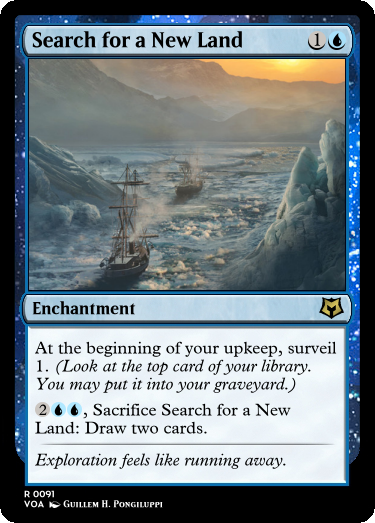 Search for a New Land 1
Enchantment
At the beginning of your upkeep, surveil
1. (Look at the top card of your library.
You may put it into your graveyard.)
2, Sacrifice Search for a New
Land: Draw two cards.
Exploration feels like running away.
R 0091
VOA Guillem H. Pongiluppi